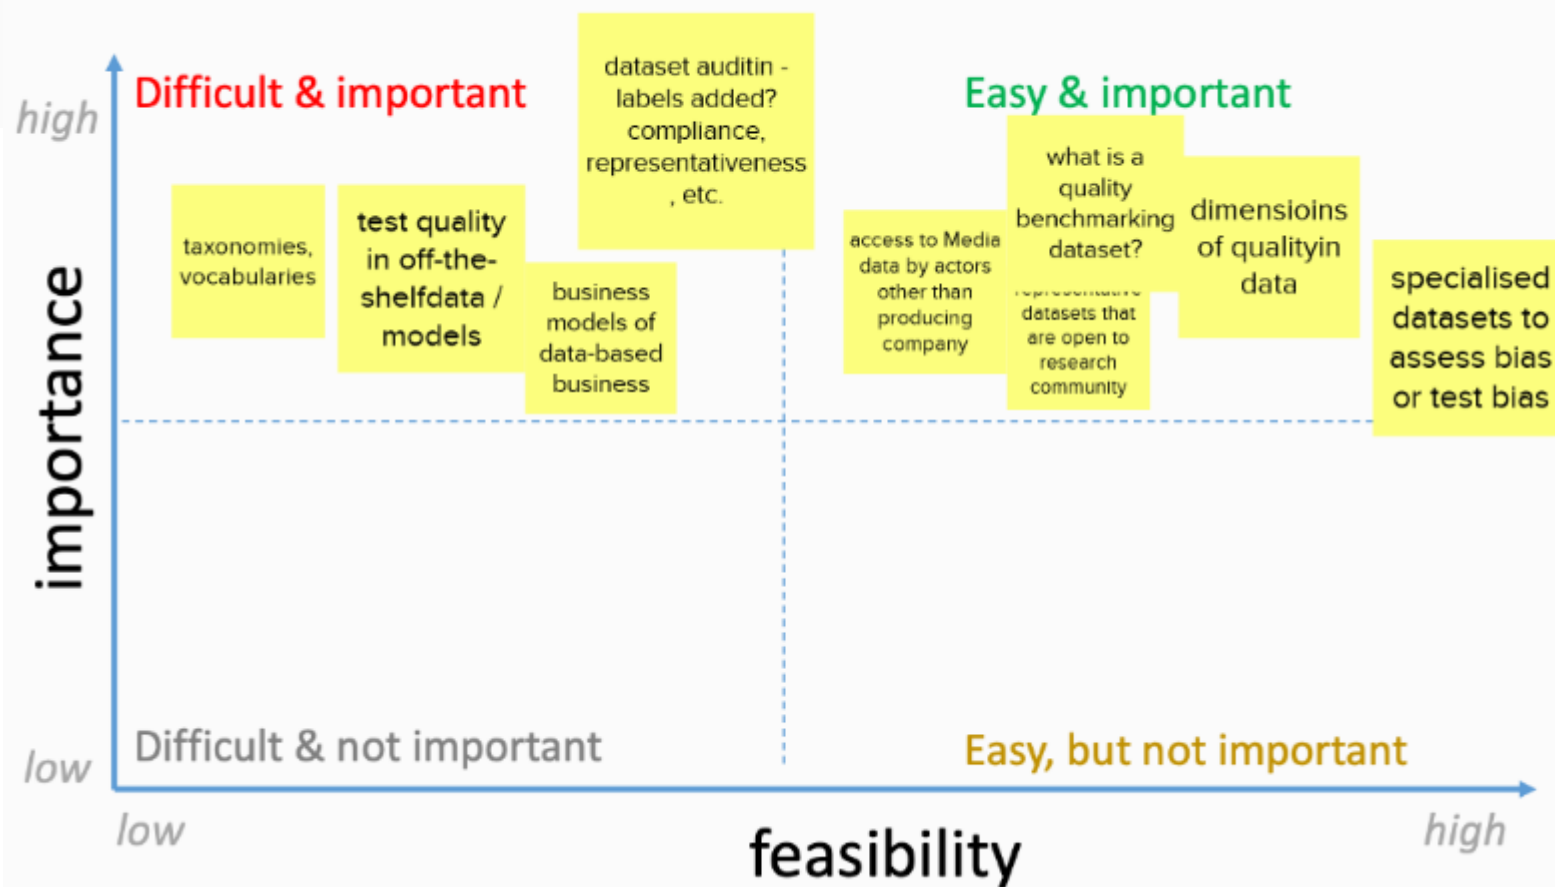 high
Difficult & important
dataset auditin -
labels added?
compliance,
representativeness
, etc.
Easy & important
taxonomies,
vocabularies
test quality
in off-the-
shelfdata /
models
business
models of
data-based
business
access to Media
data by actors
other than
producing
company
what is a
quality
benchmarking
dataset?
representative
datasets that
are open to
research
community
dimensioins
of qualityin
data
specialised
datasets to
assess bias
or test bias
importance
Difficult & not important
Easy, but not important
low
low
feasibility
high